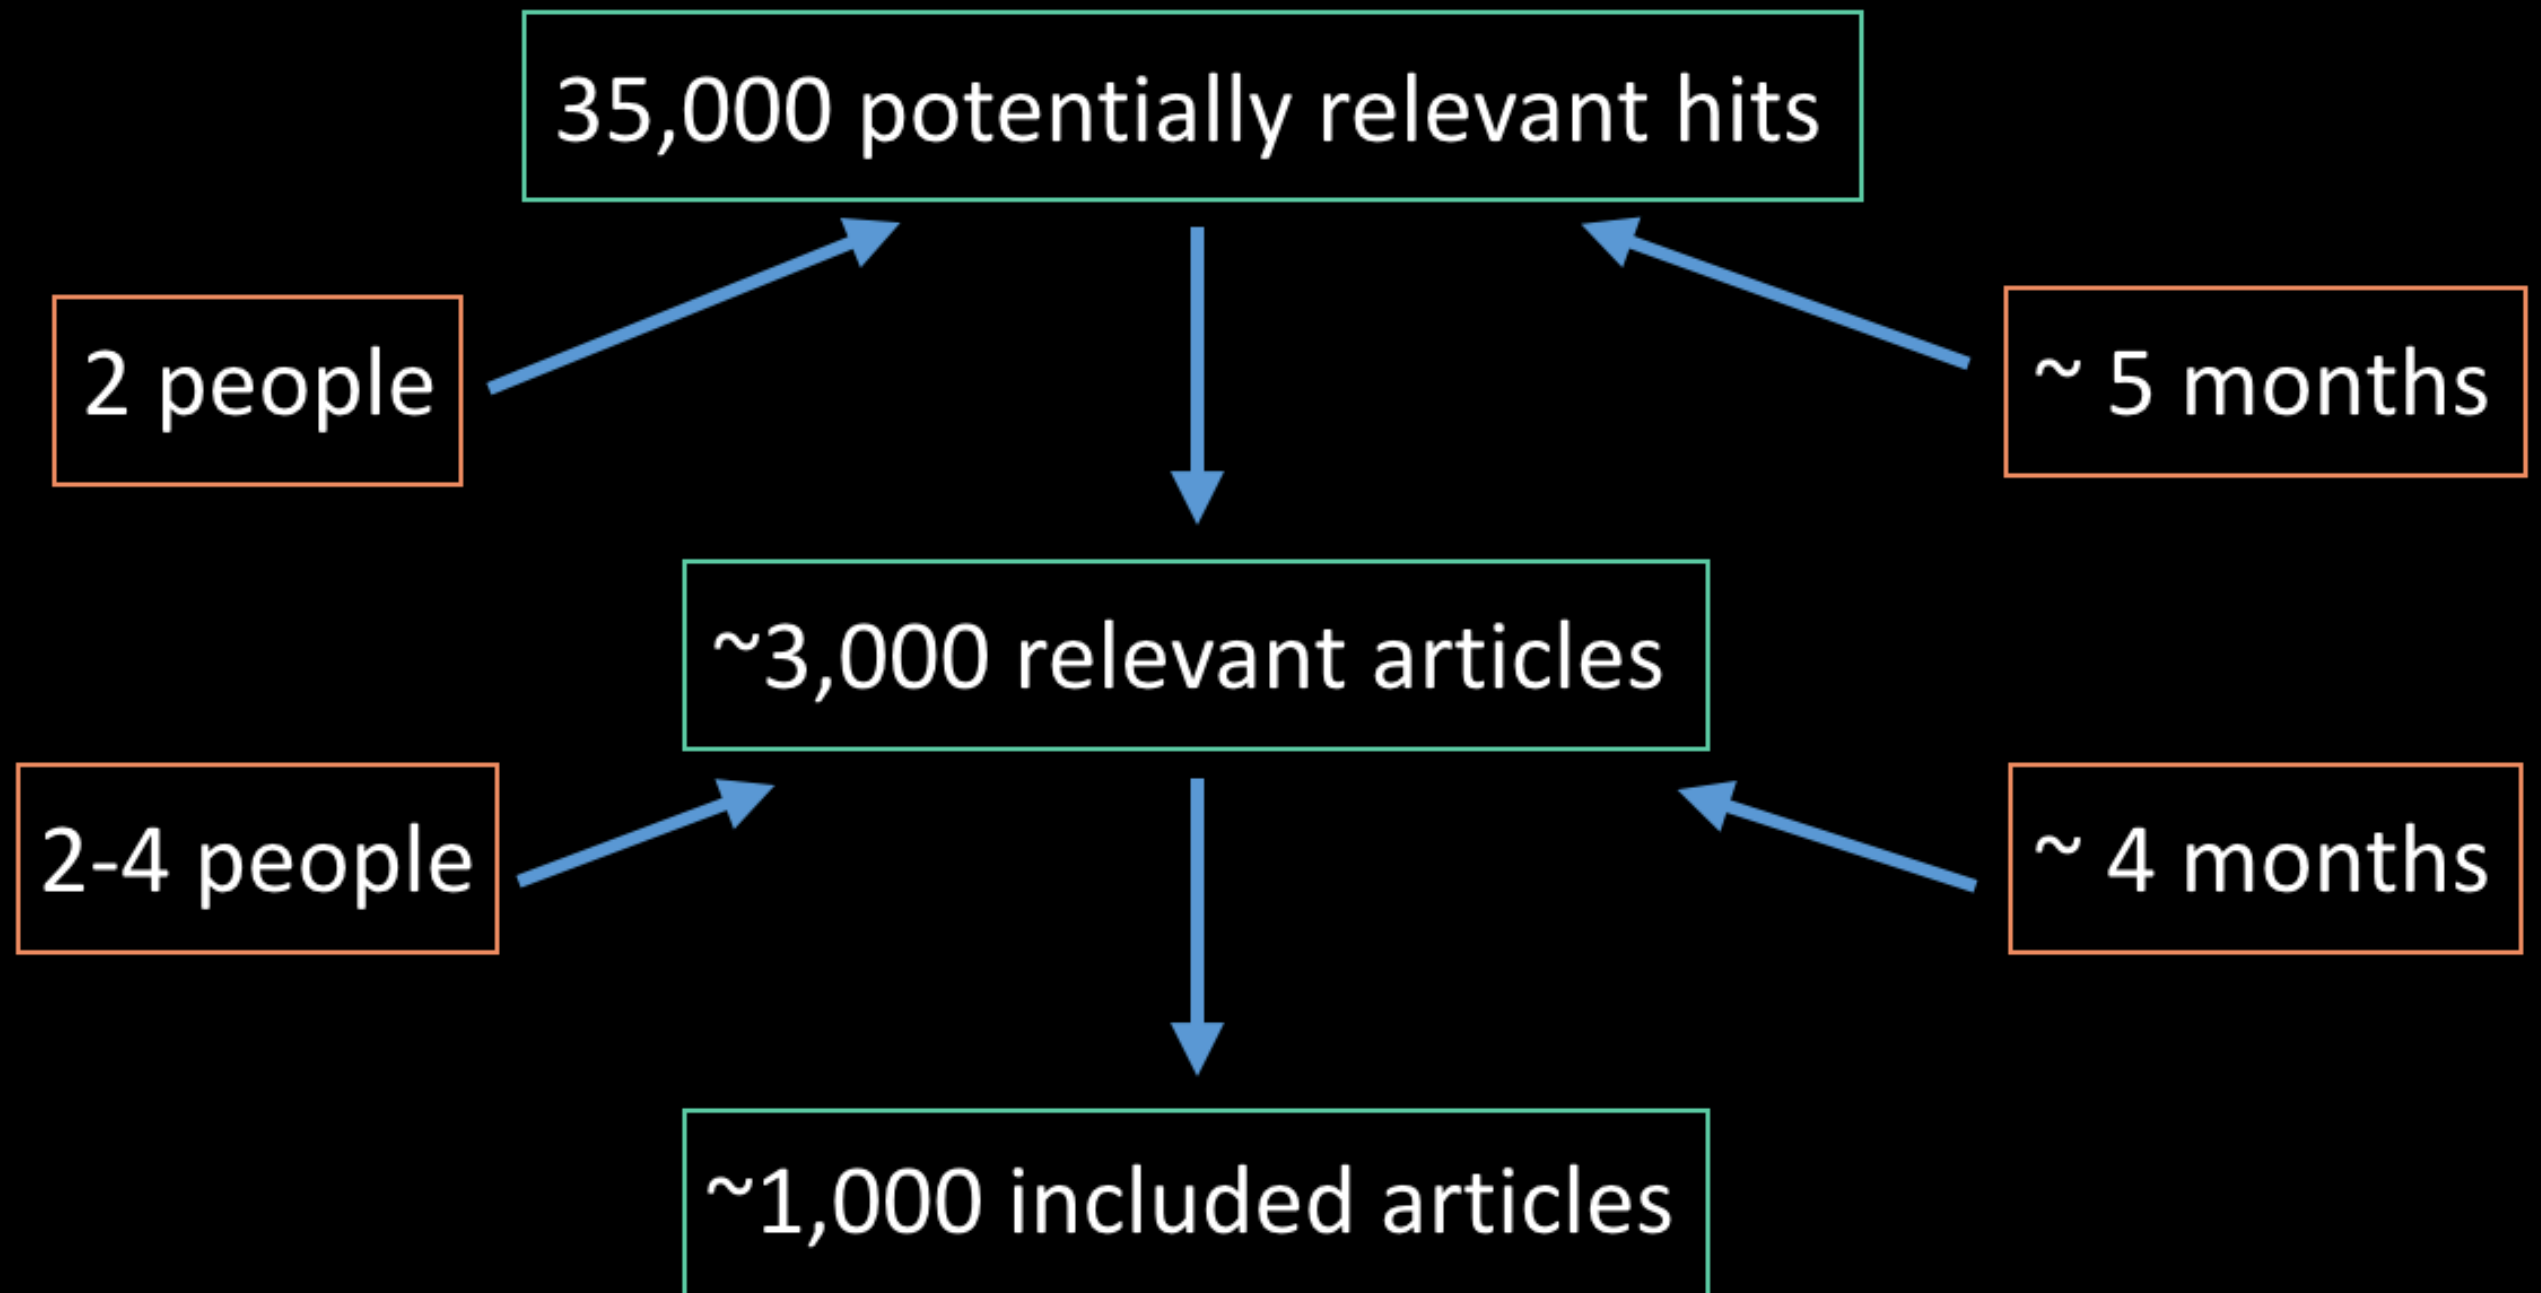 35,000 potentially relevant hits
2 people
~ 5 months
~3,000 relevant articles
2-4 people
~ 4 months
~1,000 included articles